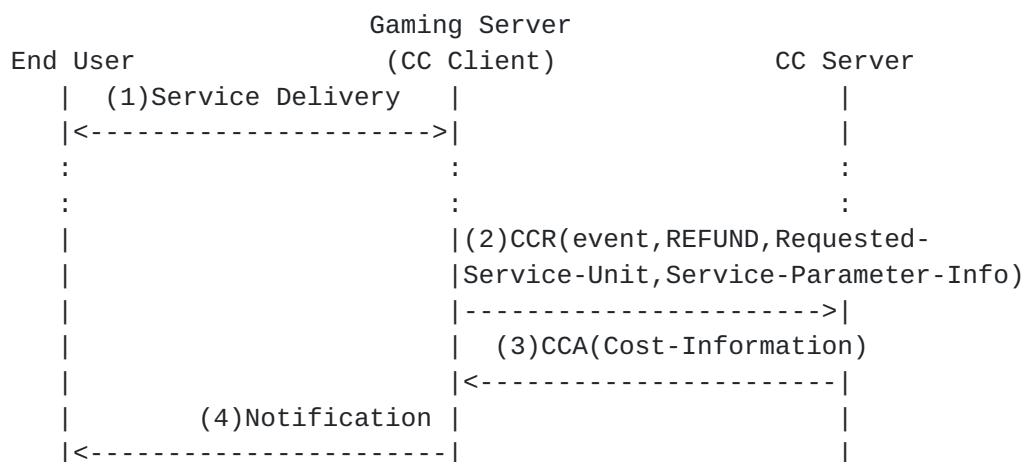 Gaming Server
End User (CC Client) CC Server
| (1)Service Delivery | |
|<---------------------->| |
: : :
: : :
| |(2)CCR(event,REFUND,Requested-
| |Service-Unit,Service-Parameter-Info)
| |----------------------->|
| | (3)CCA(Cost-Information)
| |<-----------------------|
| (4)Notification | |
|<-----------------------| |